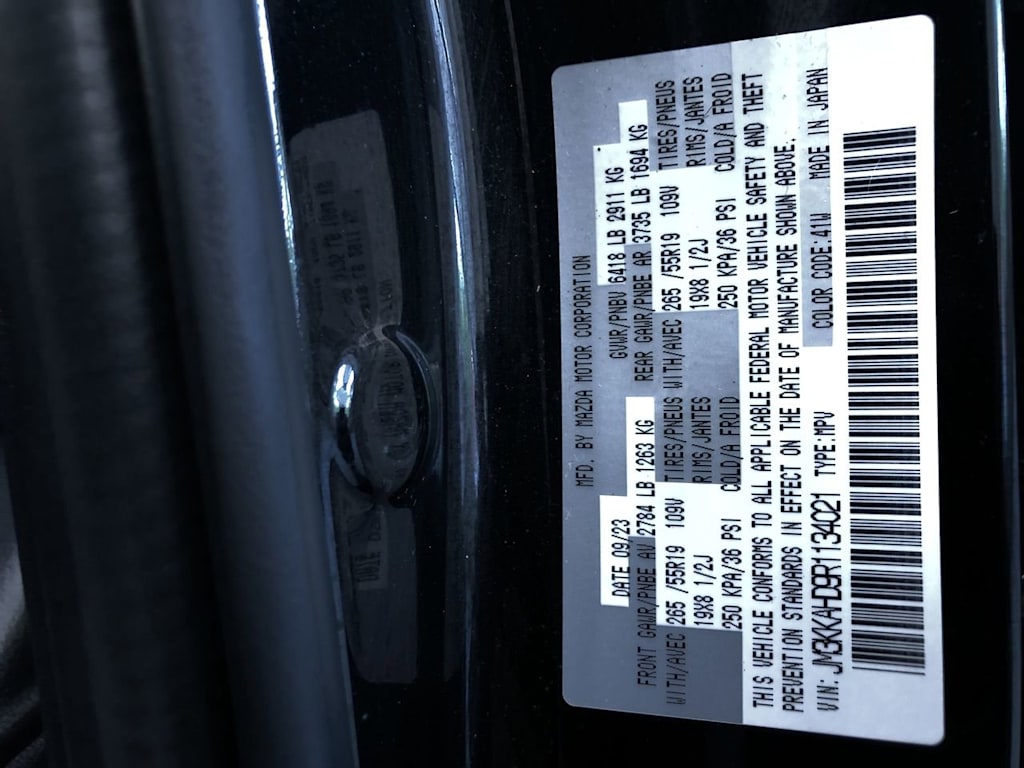 MFD. BY MAZDA MOTOR CORPORATION
DATE 09/23 GVWR/PNBV 6418 LB 2911 KG
FRONT GAWR/PNBE AV 2784 LB 1263 KG REAR GAWR/PNBE AR 3735 LB 1694 KG
WITH/AVEC 265 /55R19 109V TIRES/PNEUS WITH/AVEC 265 /55R19 109V TIRES/PNEUS
19X8 1/2J RIMS/JANTES 19X8 1/2J RIMS/JANTES
250 KPA/36 PSI COLD/A FROID 250 KPA/36 PSI COLD/A FROID
THIS VEHICLE CONFORMS TO ALL APPLICABLE FEDERAL MOTOR VEHICLE SAFETY AND THEFT
PREVENTION STANDARDS IN EFFECT ON THE DATE OF MANUFACTURE SHOWN ABOVE.
VIN: JM3KKAHD9R1134021 TYPE:MPV COLOR CODE:41W MADE IN JAPAN